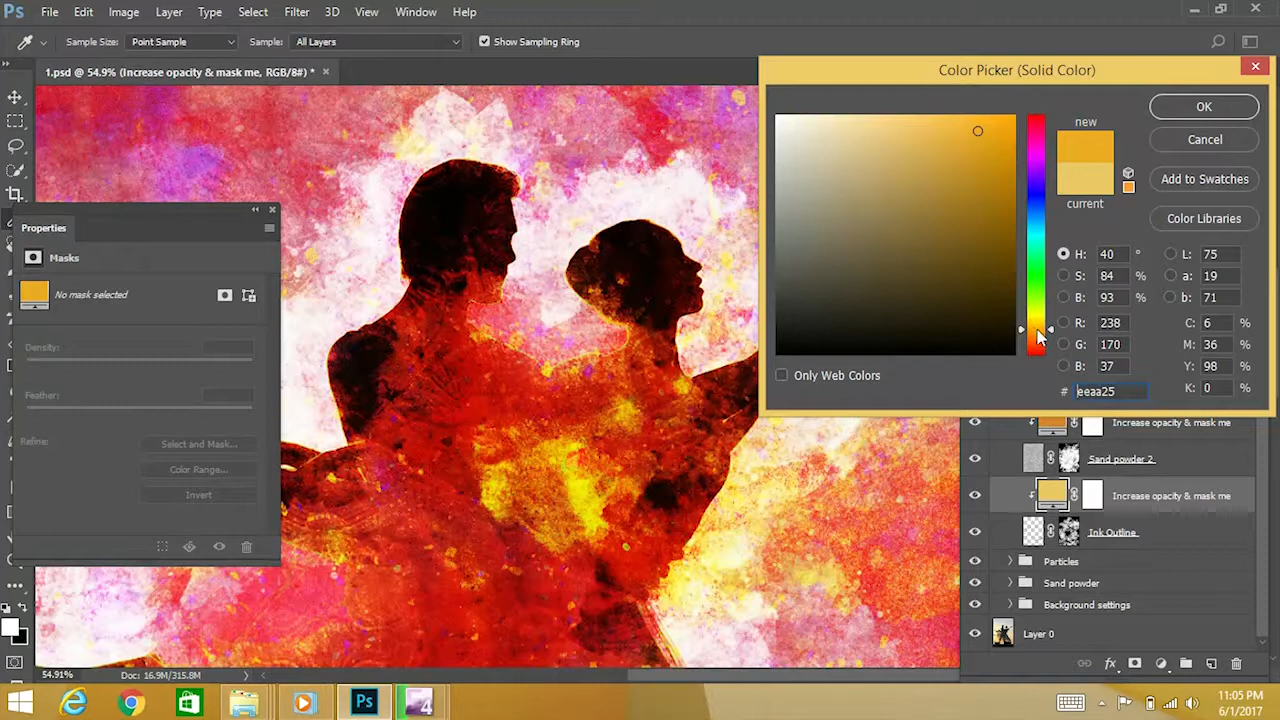 Ps File Edit Image Layer Type Select Filter 3D View Window Help
Sample Size: Point Sample Sample: All Layers Show Sampling Ring
1.psd @ 54.9% (Increase opacity & mask me, RGB/8#) *
Color Picker (Solid Color)
new
OK
Cancel
Add to Swatches
current
Color Libraries
H: 40 ° L: 75
S: 84 % a: 19
B: 93 % b: 71
R: 238 C: 6 %
G: 170 M: 36 %
B: 37 Y: 98 %
# eeaa25 K: 0 %
Only Web Colors
Properties
Masks
No mask selected
Density:
Feather:
Refine: Select and Mask...
Color Range...
Invert
Increase opacity & mask me
Sand powder 2
Increase opacity & mask me
Ink Outline
Particles
Sand powder
Background settings
Layer 0
fx
54.91% Doc: 16.9M/315.8M
Ps
4
11:05 PM
6/1/2017